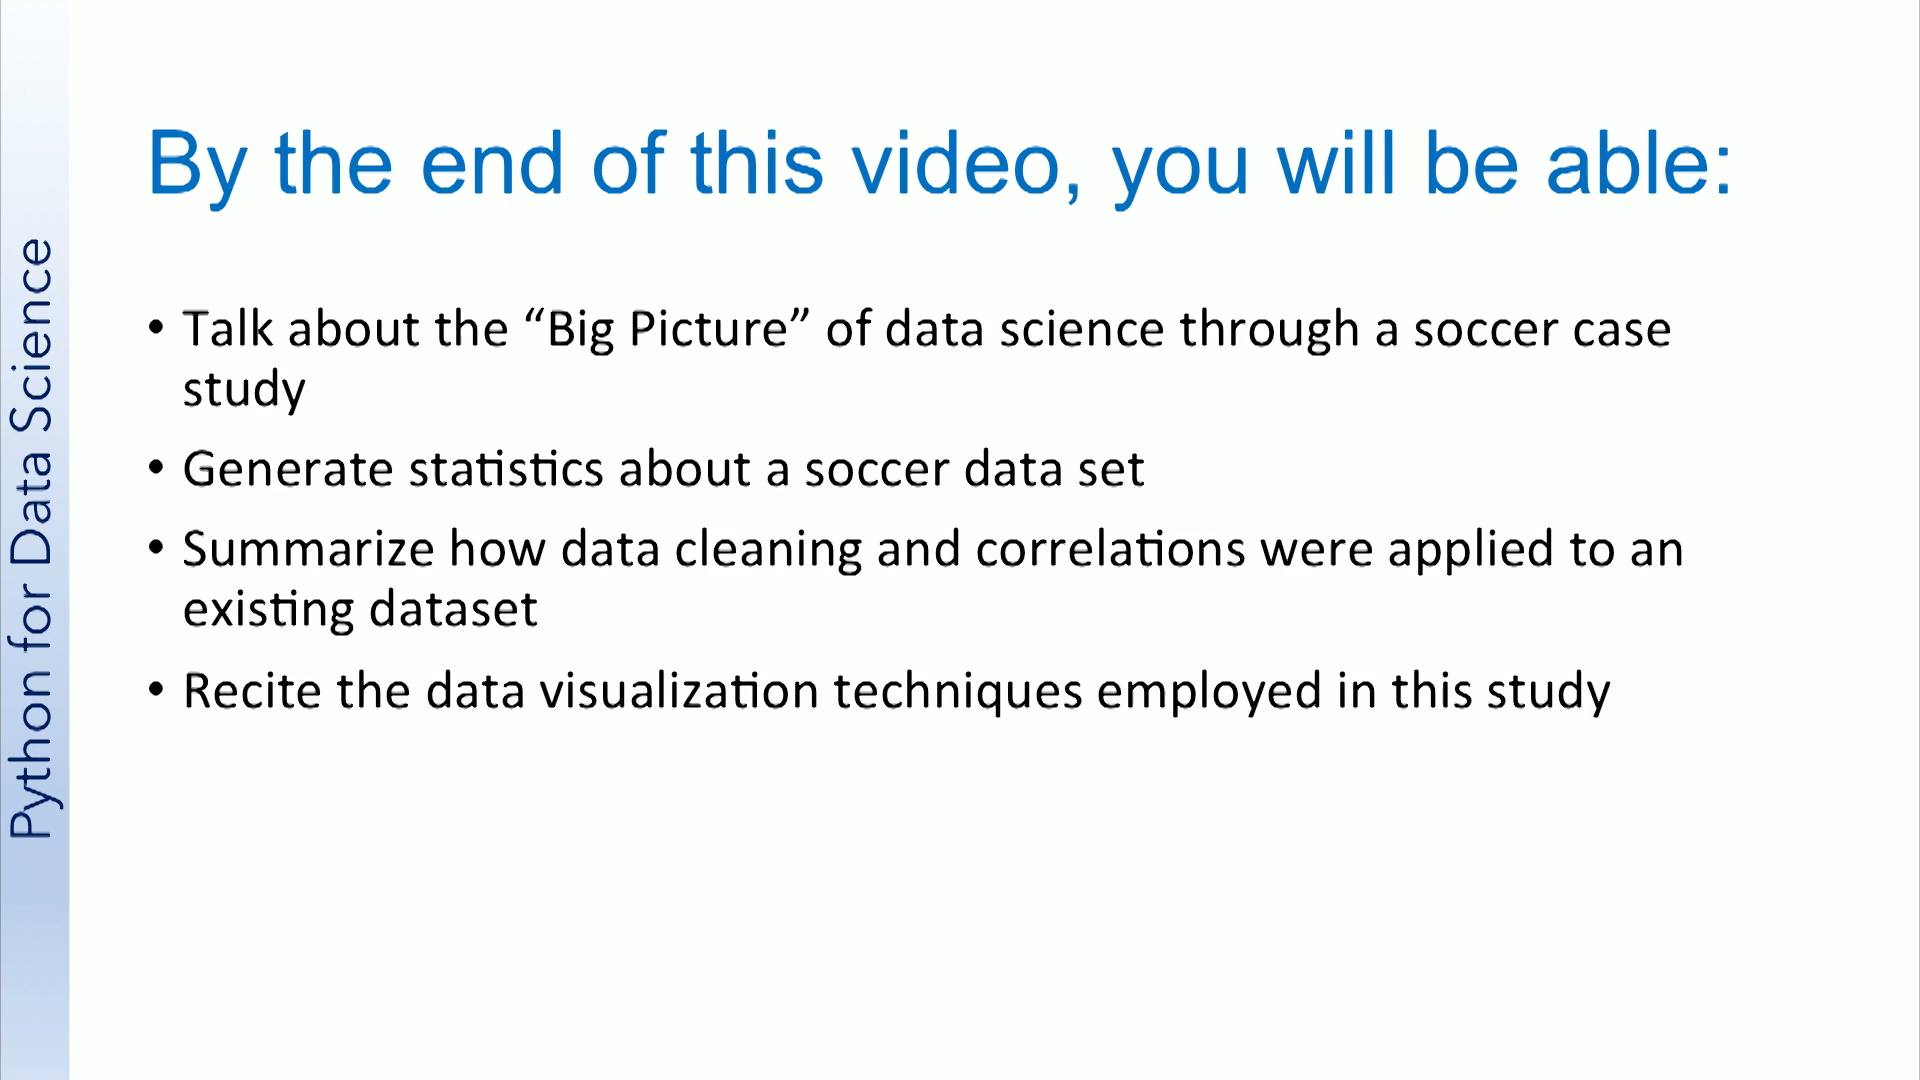 Python for Data Science
By the end of this video, you will be able:
• Talk about the “Big Picture” of data science through a soccer case
study
• Generate statistics about a soccer data set
• Summarize how data cleaning and correlations were applied to an
existing dataset
• Recite the data visualization techniques employed in this study